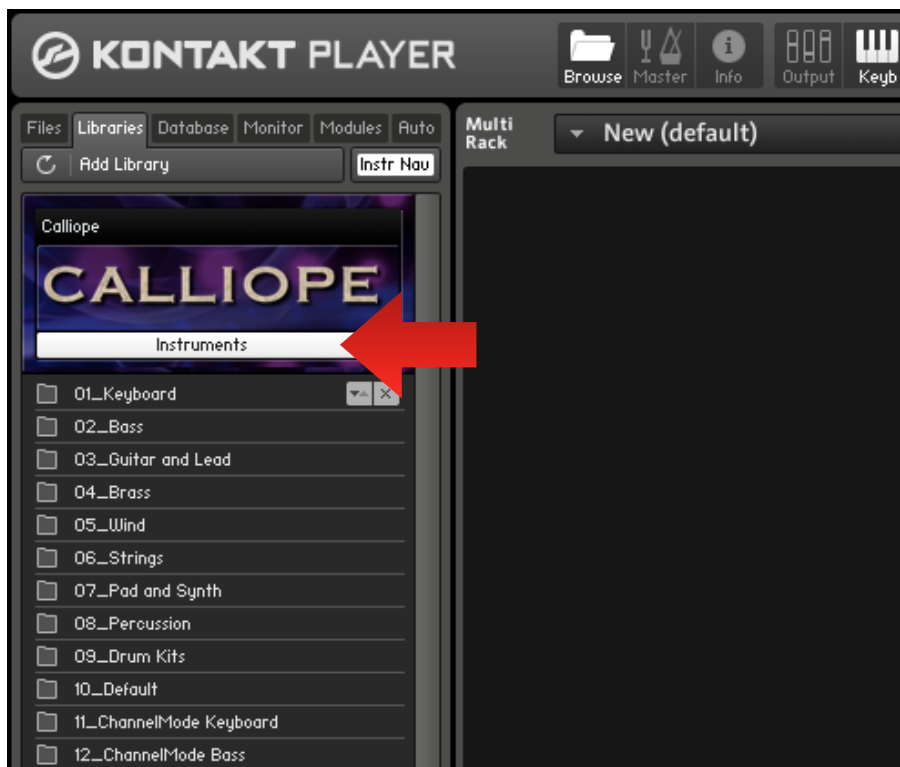 KONTAKT PLAYER
Browse Master Info Output Keyb
Files Libraries Database Monitor Modules Auto
Add Library Instr Nav
Multi Rack
New (default)
Calliope
CALLIOPE
Instruments
01_Keyboard
02_Bass
03_Guitar and Lead
04_Brass
05_Wind
06_Strings
07_Pad and Synth
08_Percussion
09_Drum Kits
10_Default
11_ChannelMode Keyboard
12_ChannelMode Bass